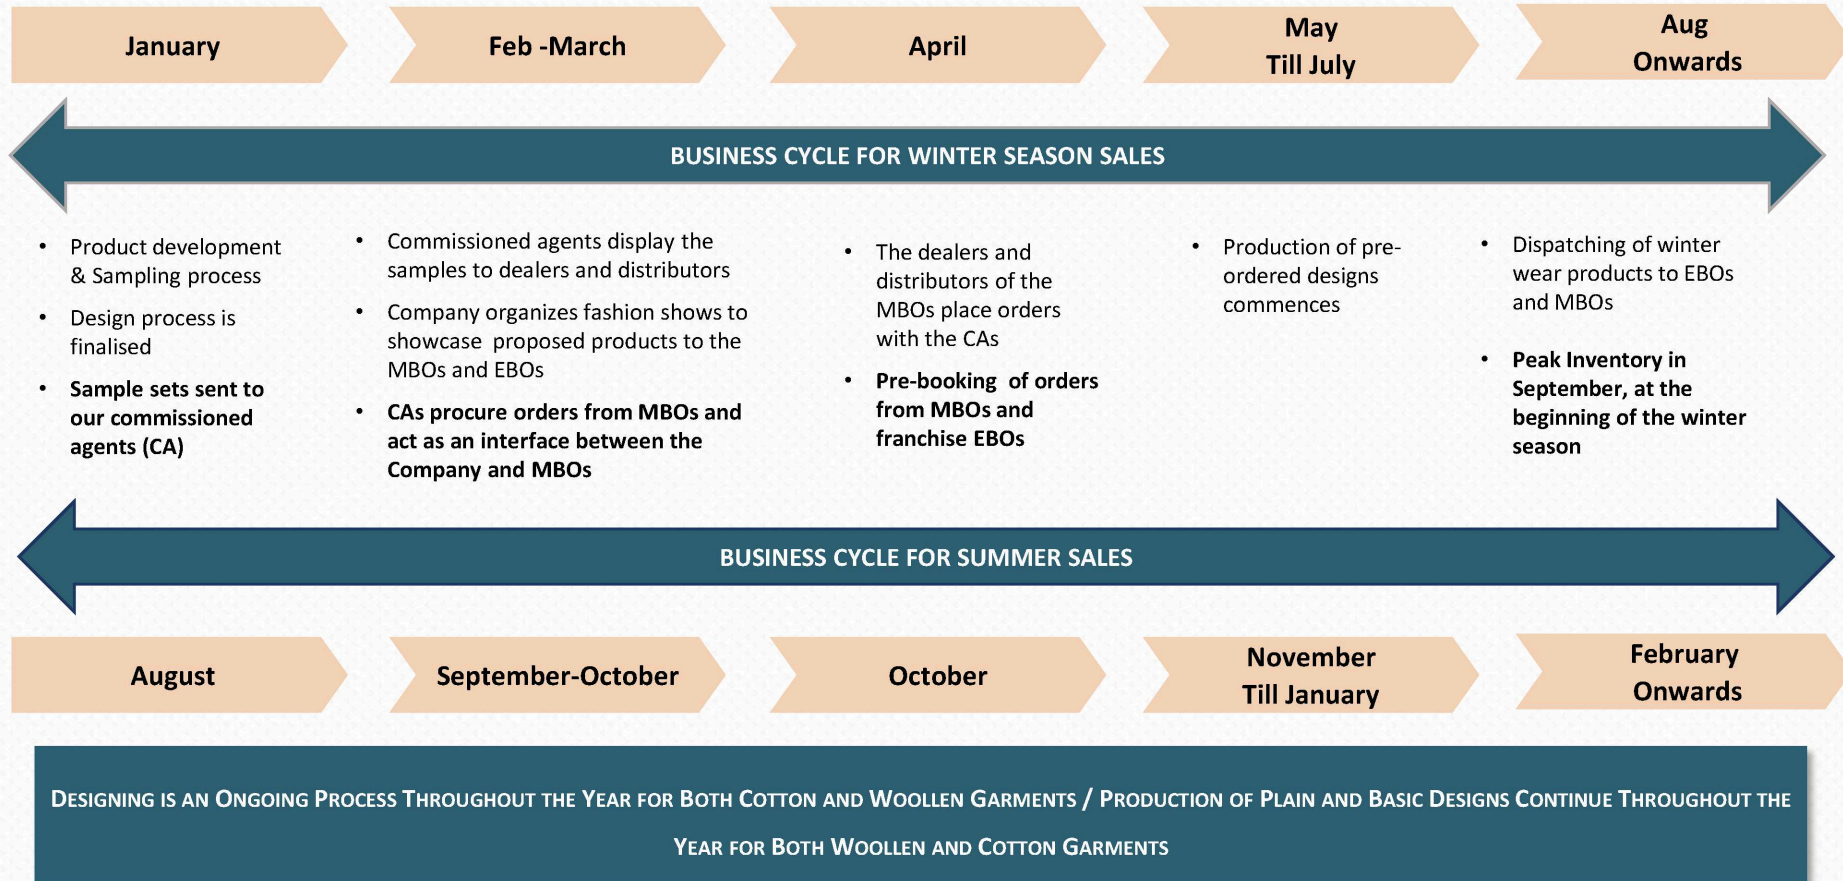 January
Feb -March
April
May
Till July
Aug
Onwards
BUSINESS CYCLE FOR WINTER SEASON SALES
• Product development
& Sampling process
• Design process is
finalised
• Sample sets sent to
our commissioned
agents (CA)
• Commissioned agents display the
samples to dealers and distributors
• Company organizes fashion shows to
showcase proposed products to the
MBOs and EBOs
• CAs procure orders from MBOs and
act as an interface between the
Company and MBOs
• The dealers and
distributors of the
MBOs place orders
with the CAs
• Pre-booking of orders
from MBOs and
franchise EBOs
• Production of pre-
ordered designs
commences
• Dispatching of winter
wear products to EBOs
and MBOs
• Peak Inventory in
September, at the
beginning of the winter
season
BUSINESS CYCLE FOR SUMMER SALES
August
September-October
October
November
Till January
February
Onwards
DESIGNING IS AN ONGOING PROCESS THROUGHOUT THE YEAR FOR BOTH COTTON AND WOOLLEN GARMENTS / PRODUCTION OF PLAIN AND BASIC DESIGNS CONTINUE THROUGHOUT THE
YEAR FOR BOTH WOOLLEN AND COTTON GARMENTS